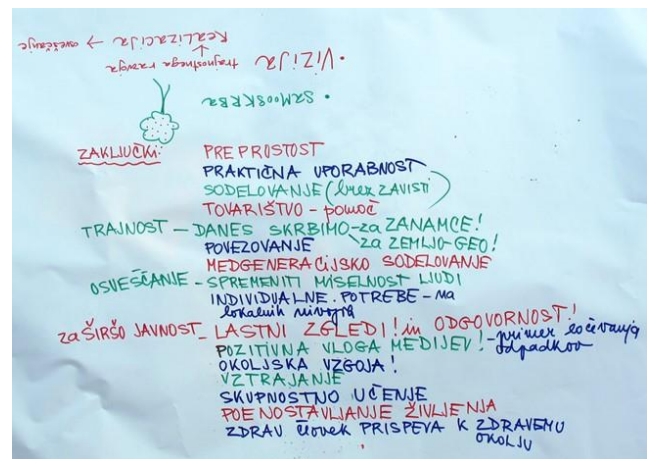 • SAMOOSKRBA
• VIZIJA trajnostnega razvoja
→ REALIZACIJA → osveščanje
ZAKLJUČKI: PREPROSTOST
PRAKTIČNA UPORABNOST
SODELOVANJE (brez ZAVISTI)
TOVARIŠTVO - pomoč
TRAJNOST - DANES SKRBIMO - za ZANAMCE!
za ZEMLJO-GEO!
POVEZOVANJE
MEDGENERACIJSKO SODELOVANJE
OSVEŠČANJE - SPREMENITI MISELNOST LJUDI
INDIVIDUALNE POTREBE - na
lokalnih nivojih
za ŠIRŠO JAVNOST - LASTNI ZGLEDI! in ODGOVORNOST!
POZITIVNA VLOGA MEDIJEV! - primer ločevanja
odpadkov
OKOLJSKA VZGOJA!
VZTRAJANJE
SKUPNOSTNO UČENJE
POENOSTAVLJANJE ŽIVLJENJA
ZDRAV človek PRISPEVA K ZDRAVEMU
OKOLJU